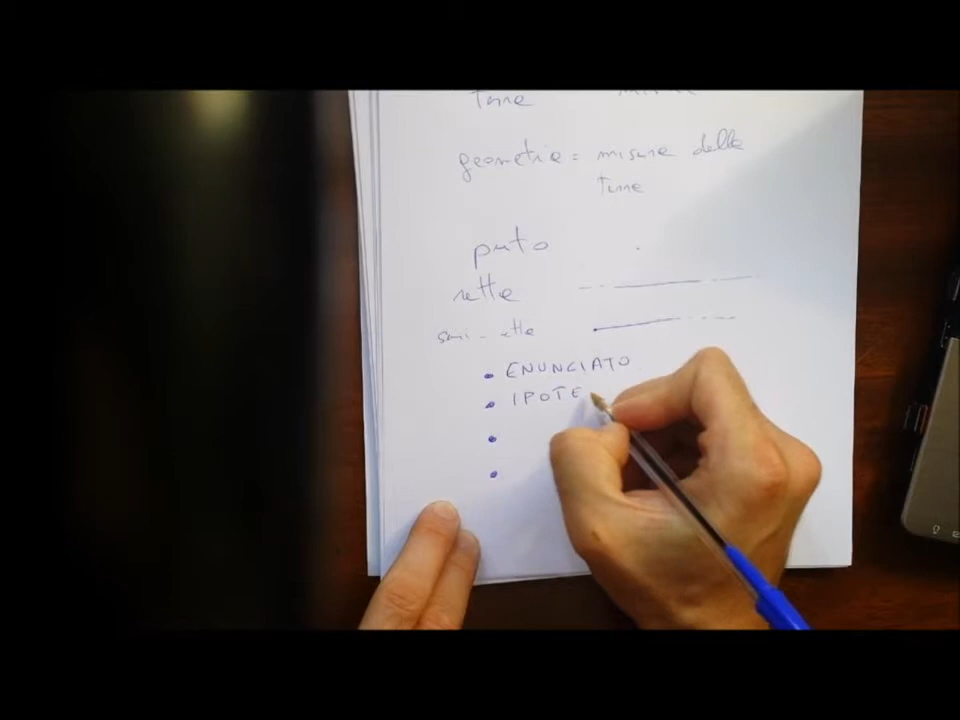 geometria = misura della
terra
punto
retta
semi-retta
• ENUNCIATO
• IPOTE